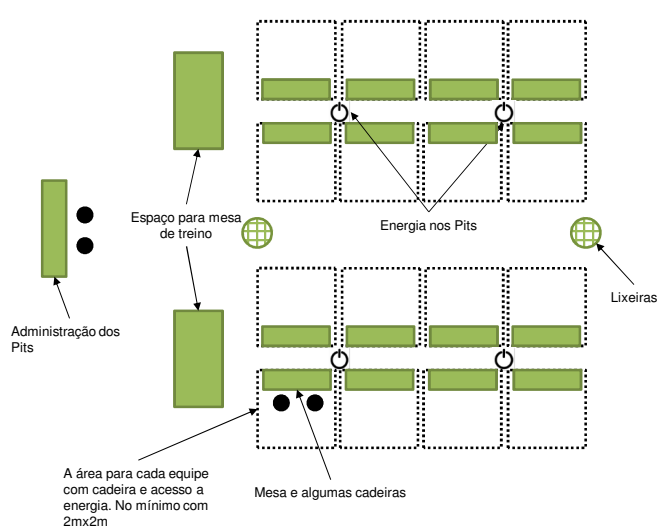 Espaço para mesa
de treino
Energia nos Pits
Lixeiras
Administração dos
Pits
A área para cada equipe
com cadeira e acesso a
energia. No mínimo com
2mx2m
Mesa e algumas cadeiras